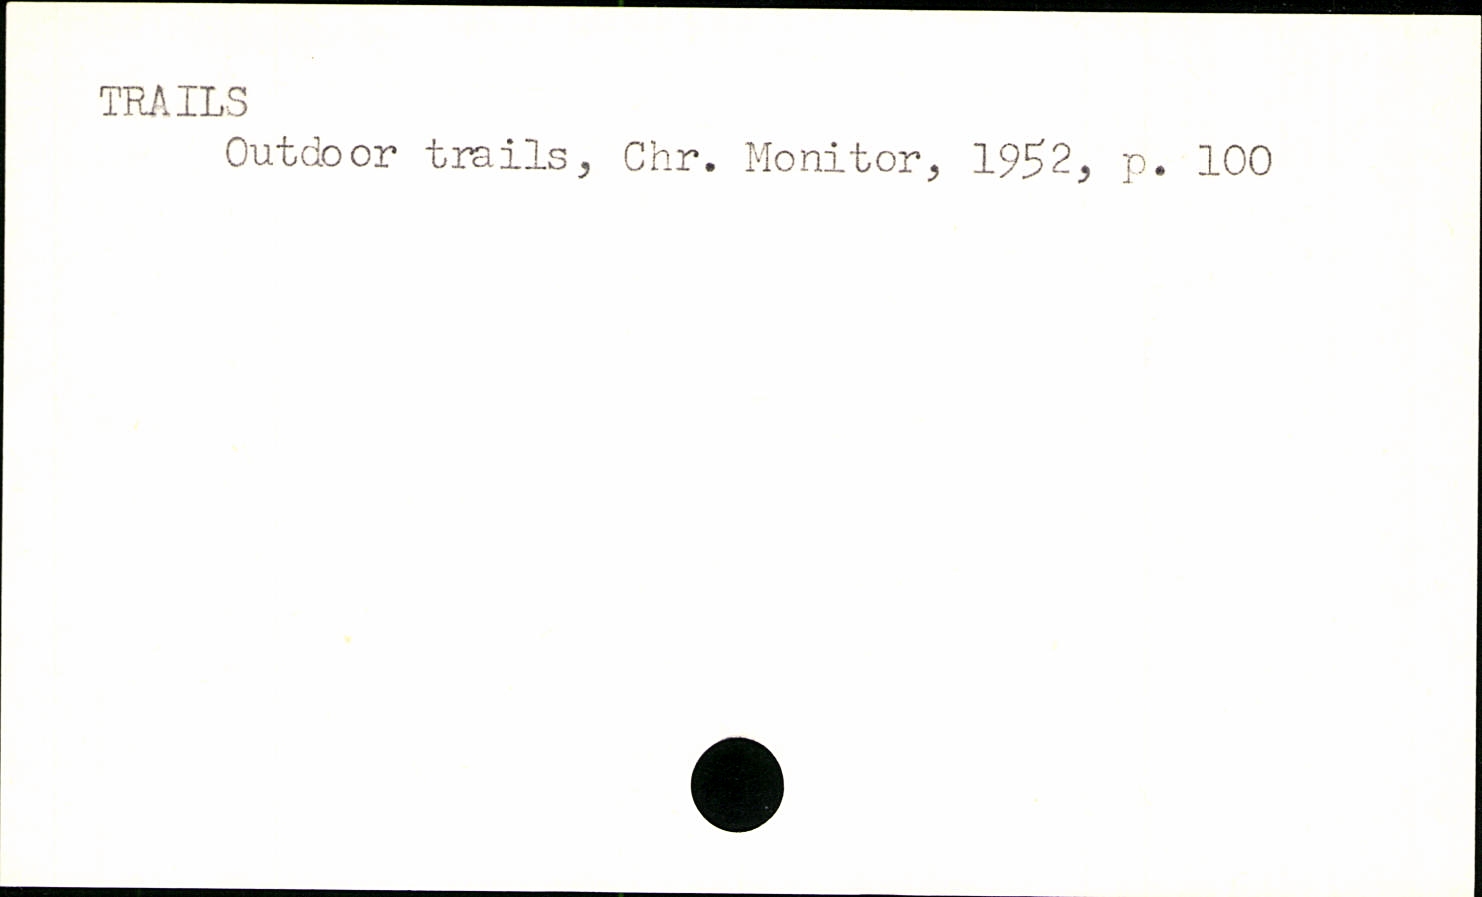 TRAILS
Outdoor trails, Chr. Monitor, 1952, p. 100